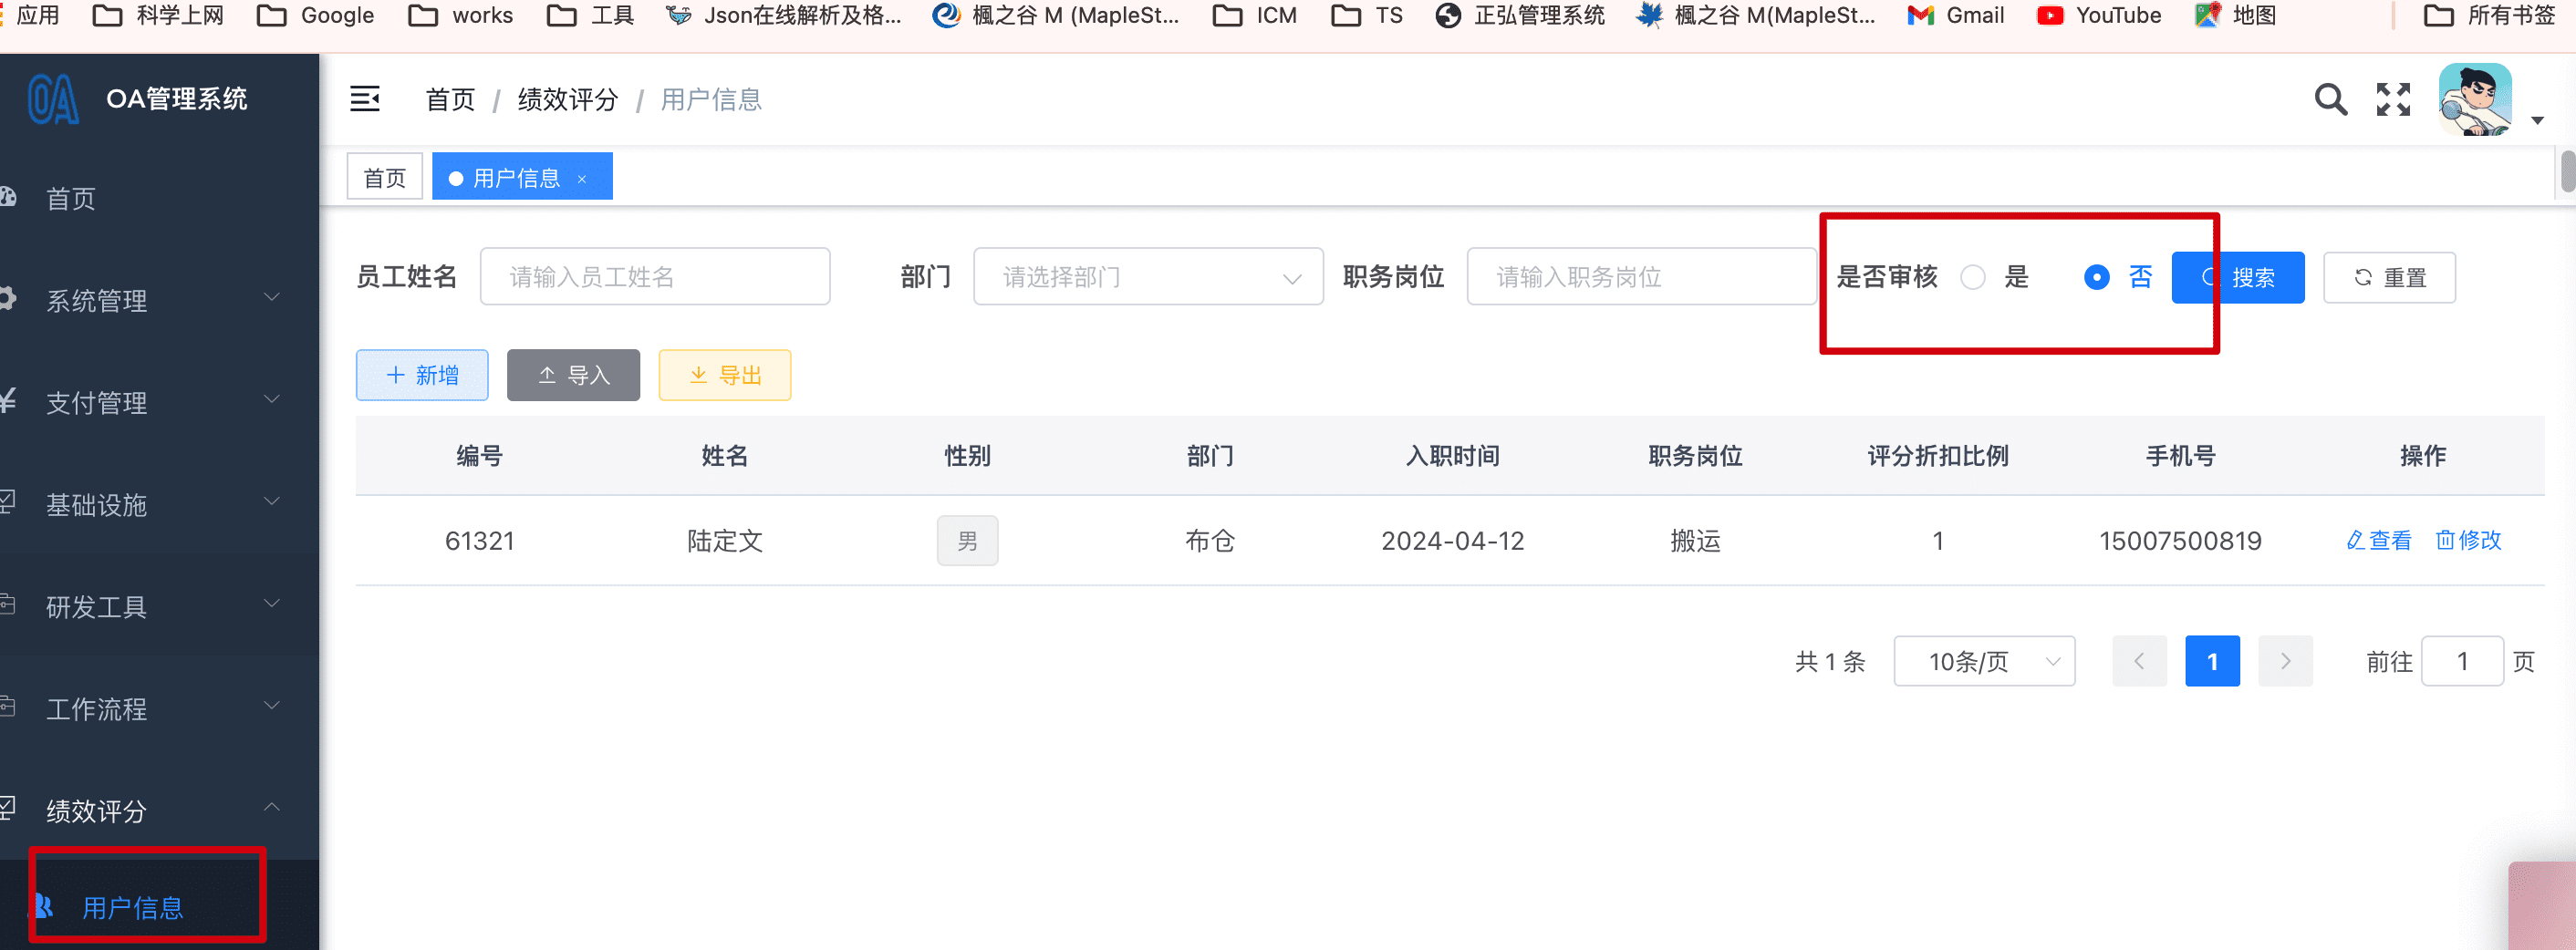 应用 科学上网 Google works 工具 Json在线解析及格... 楓之谷 M (MapleSt... ICM TS 正弘管理系统 楓之谷 M(MapleSt... Gmail YouTube 地图 所有书签
OA OA管理系统
首页 / 绩效评分 / 用户信息
首页 用户信息 ×
首页
系统管理
支付管理
基础设施
研发工具
工作流程
绩效评分
用户信息
员工姓名 请输入员工姓名 部门 请选择部门 职务岗位 请输入职务岗位 是否审核 是 否 搜索 重置
新增 导入 导出
编号 姓名 性别 部门 入职时间 职务岗位 评分折扣比例 手机号 操作
61321 陆定文 男 布仓 2024-04-12 搬运 1 15007500819 查看 修改
共 1 条 10条/页 1 前往 1 页